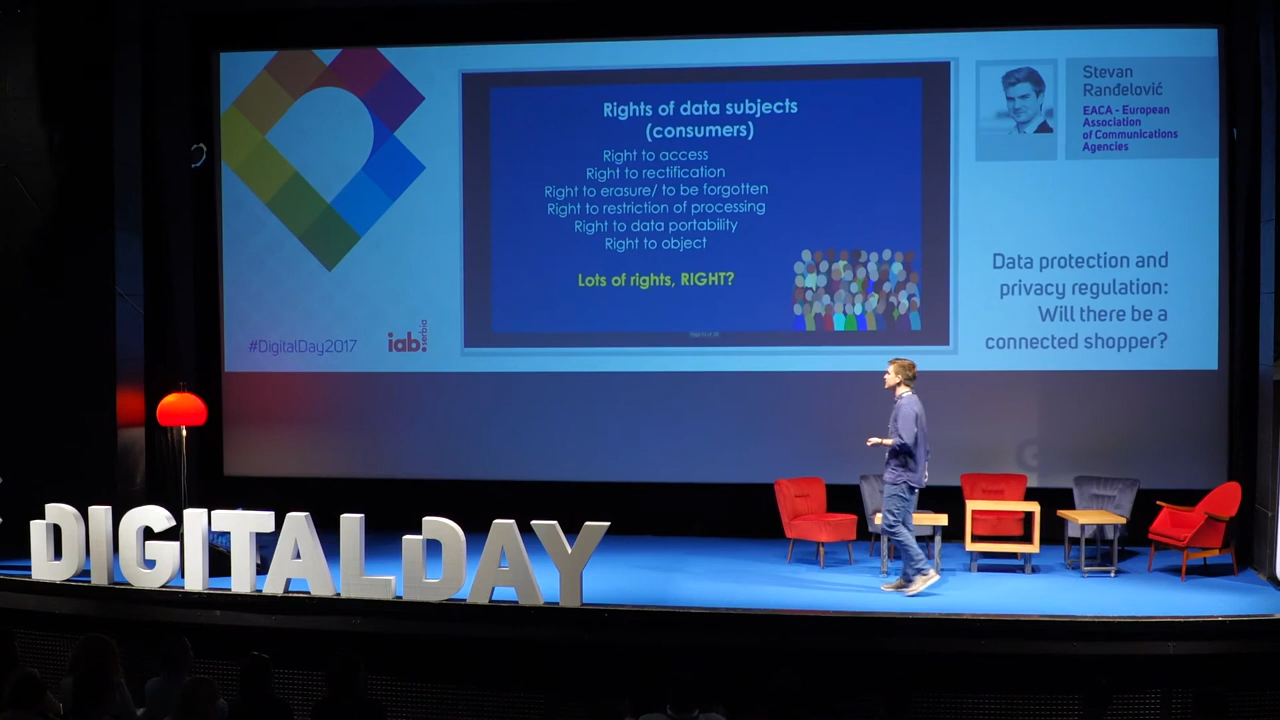 Rights of data subjects
(consumers)
Right to access
Right to rectification
Right to erasure/ to be forgotten
Right to restriction of processing
Right to data portability
Right to object
Lots of rights, RIGHT?
Stevan
Ranđelović
EACA - European
Association
of Communications
Agencies
Data protection and
privacy regulation:
Will there be a
connected shopper?
#DigitalDay2017
iab.
serbia
DIGITALDAY